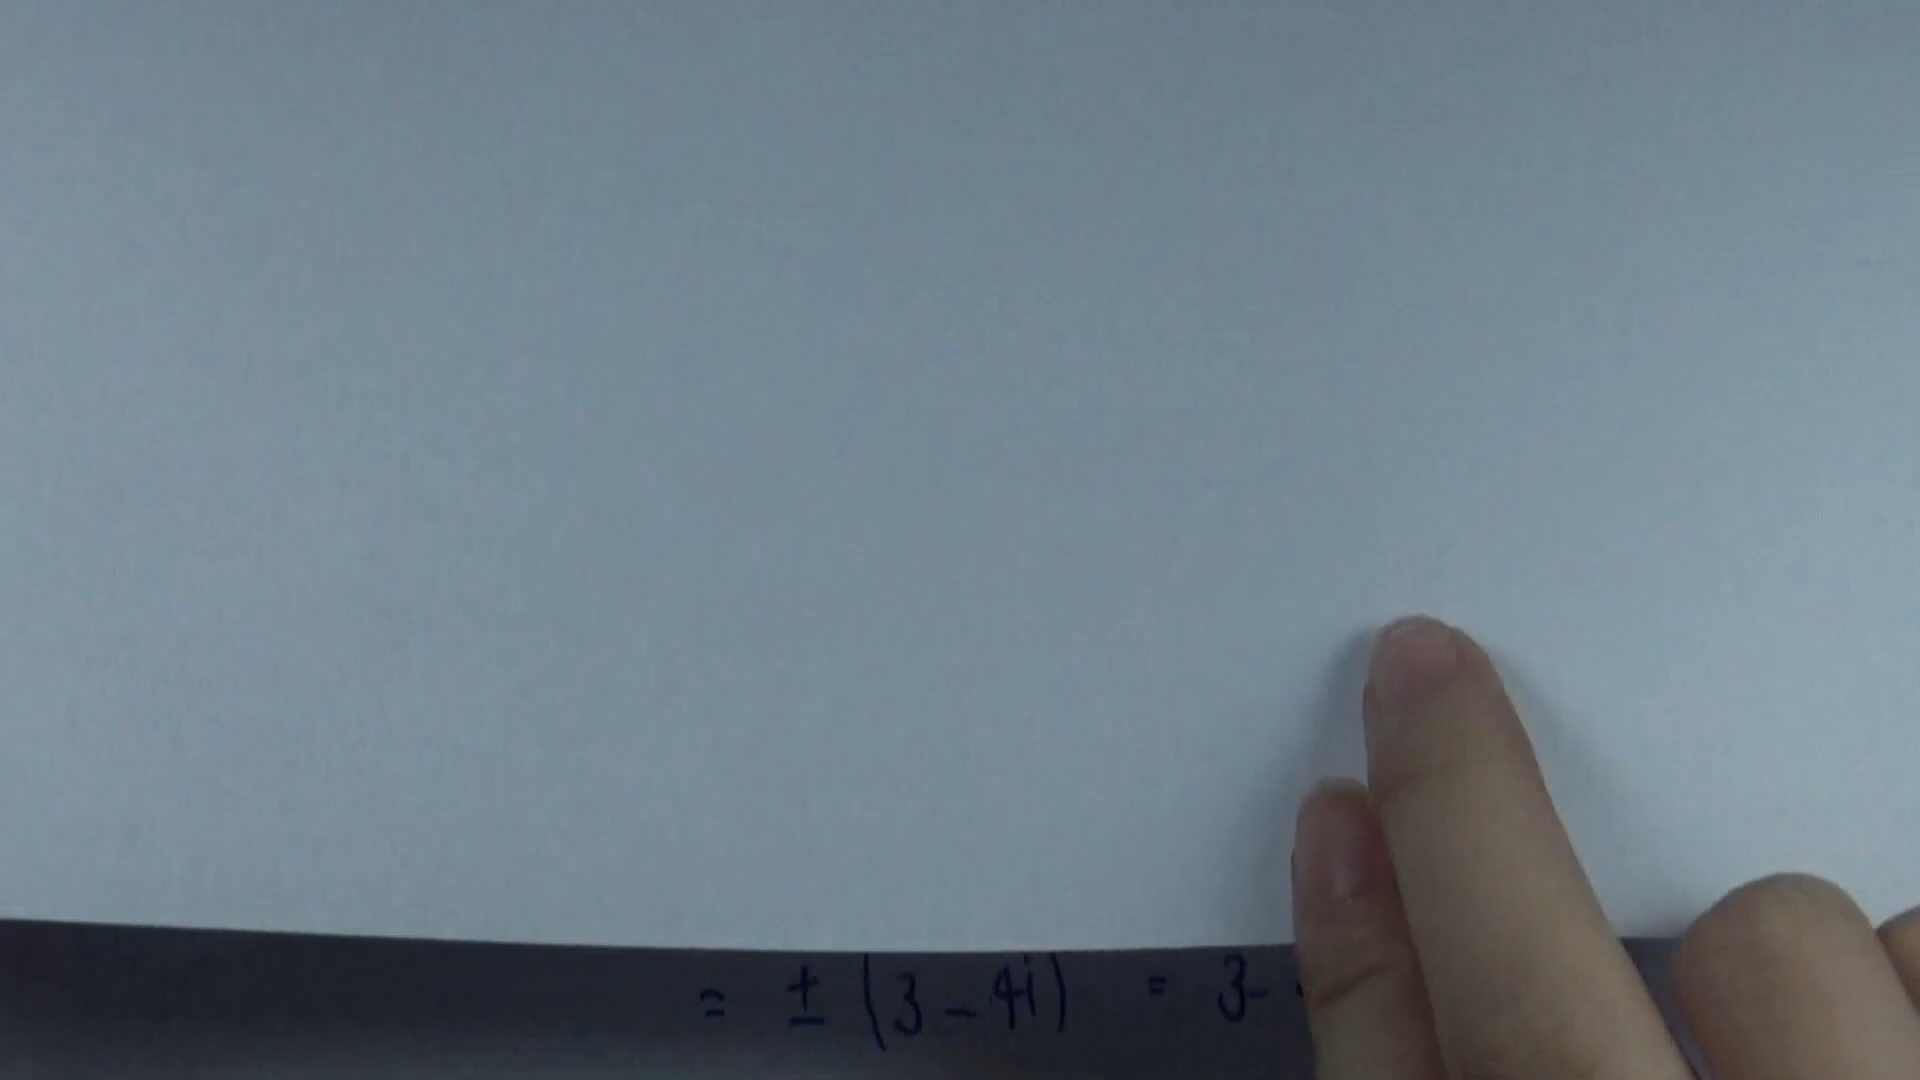 = ± (3 - 4i) = 3-